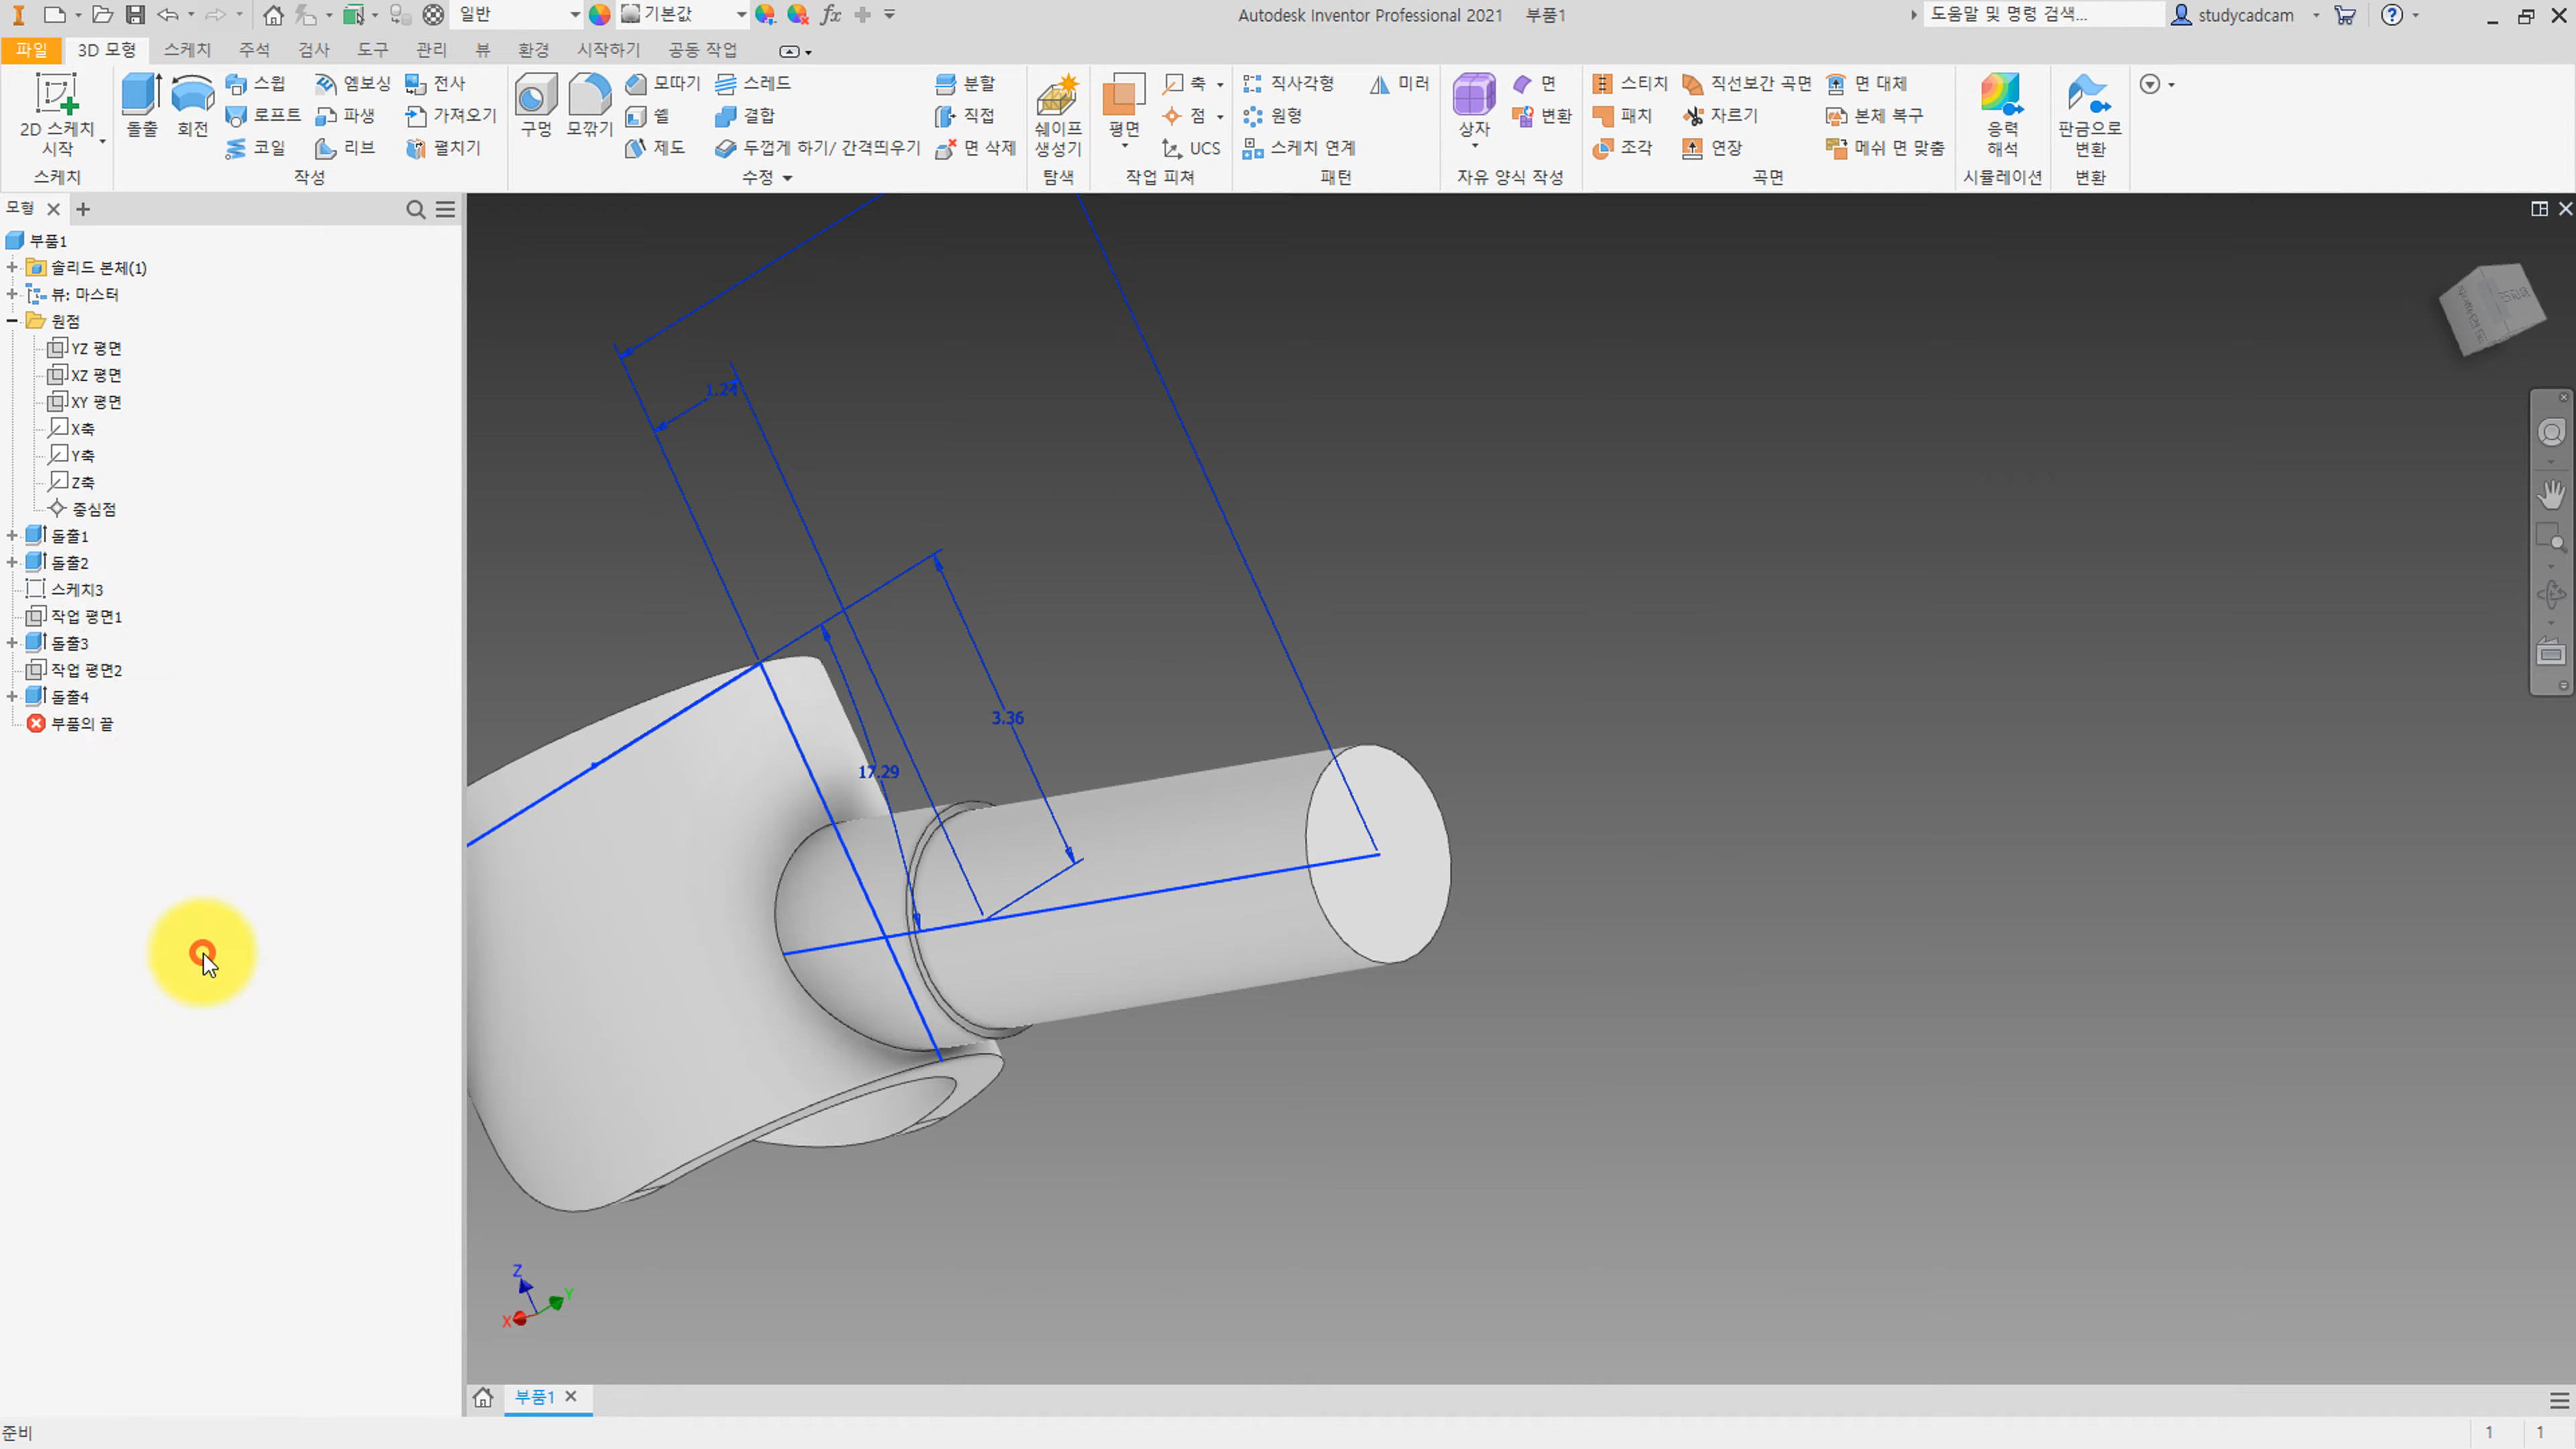 일반
기본값
fx
Autodesk Inventor Professional 2021 부품1
도움말 및 명령 검색...
studycadcam
파일 3D 모형 스케치 주석 검사 도구 관리 뷰 환경 시작하기 공동 작업
2D 스케치 시작
스케치
돌출 회전 스윕 엠보싱 전사
로프트 파생 가져오기
코일 리브 펼치기
작성
구멍 모깎기 모따기 스레드 분할
쉘 결합 직접
제도 두껍게 하기/ 간격띄우기 면 삭제
수정
쉐이프 생성기
탐색
평면 축
점
UCS
작업 피쳐
직사각형 미러
원형
스케치 연계
패턴
상자 면
변환
자유 양식 작성
스티치 직선보간 곡면 면 대체
패치 자르기 본체 복구
조각 연장 메쉬 면 맞춤
곡면
응력 해석
시뮬레이션
판금으로 변환
변환
모형
부품1
솔리드 본체(1)
뷰: 마스터
원점
YZ 평면
XZ 평면
XY 평면
X축
Y축
Z축
중심점
돌출1
돌출2
스케치3
작업 평면1
돌출3
작업 평면2
돌출4
부품의 끝
1.24
3.36
17.29
Z
Y
X
부품1
준비
1 1